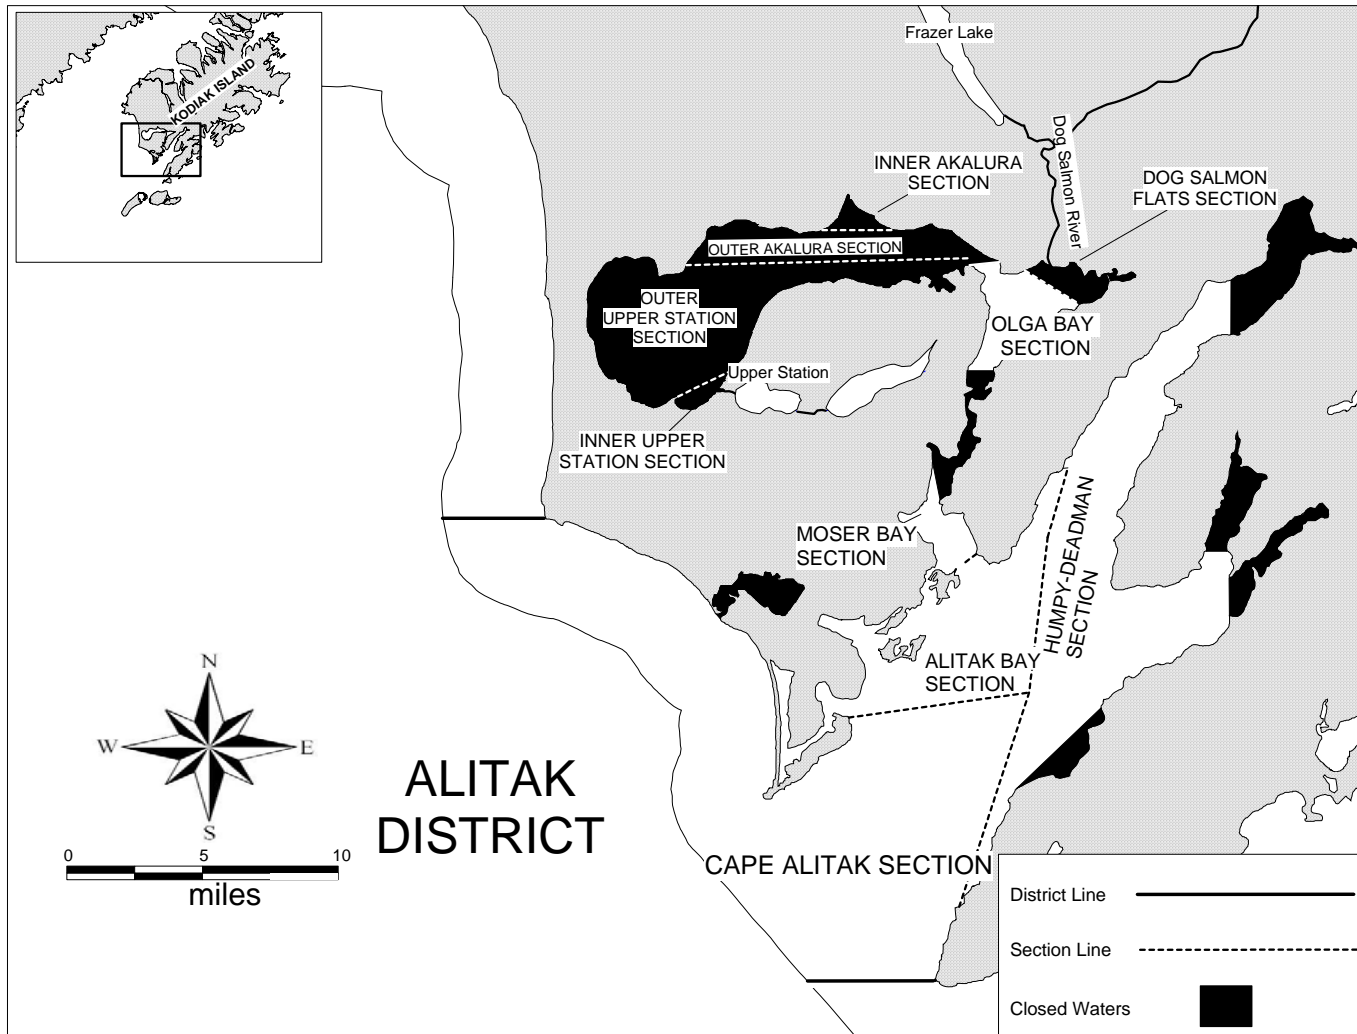 Frazer Lake
KODIAK ISLAND
Dog Salmon River
INNER AKALURA
SECTION
DOG SALMON
FLATS SECTION
OUTER AKALURA SECTION
OUTER
UPPER STATION
SECTION
OLGA BAY
SECTION
Upper Station
INNER UPPER
STATION SECTION
MOSER BAY
SECTION
HUMPY-DEADMAN
SECTION
ALITAK BAY
SECTION
N
W
E
S
ALITAK
DISTRICT
0 5 10
miles
CAPE ALITAK SECTION
District Line
Section Line
Closed Waters